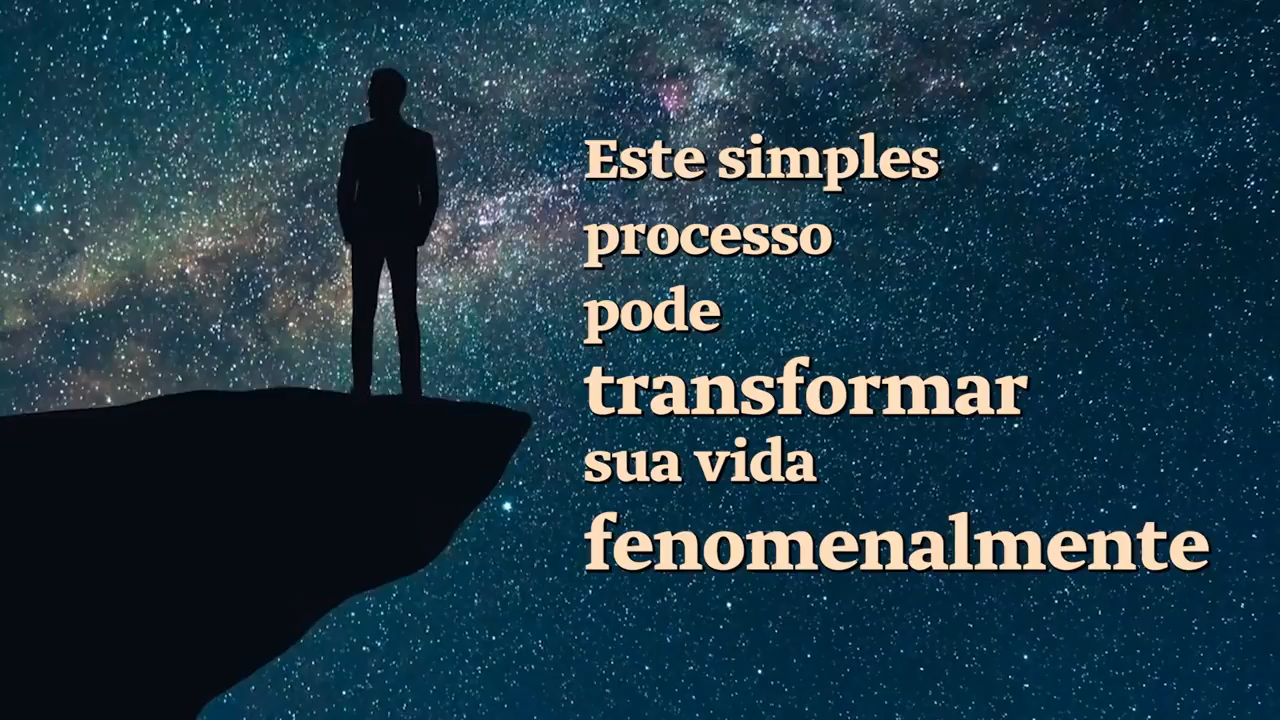 Este simples
processo
pode
transformar
sua vida
fenomenalmente